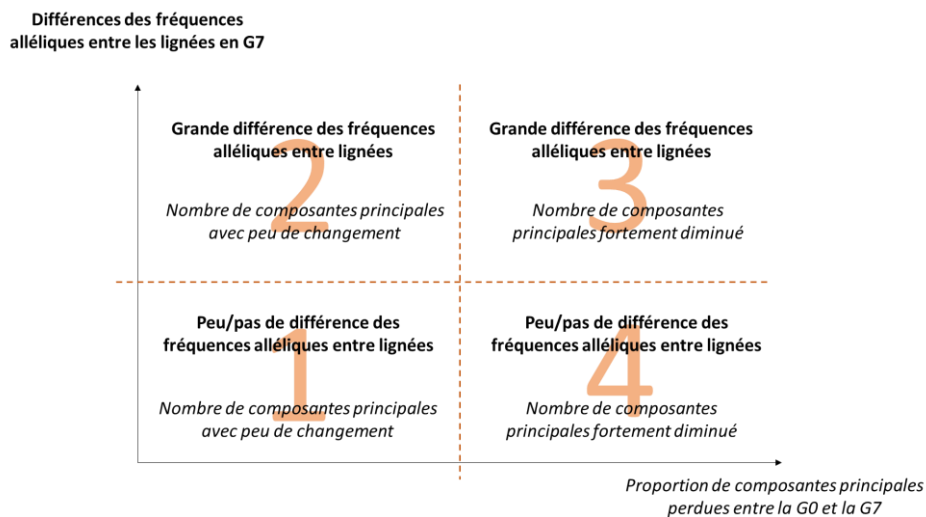 Différences des fréquences
alléliques entre les lignées en G7
Grande différence des fréquences
alléliques entre lignées
2
Nombre de composantes principales
avec peu de changement
Grande différence des fréquences
alléliques entre lignées
3
Nombre de composantes
principales fortement diminué
Peu/pas de différence des
fréquences alléliques entre lignées
1
Nombre de composantes principales
avec peu de changement
Peu/pas de différence des
fréquences alléliques entre lignées
4
Nombre de composantes
principales fortement diminué
Proportion de composantes principales
perdues entre la G0 et la G7